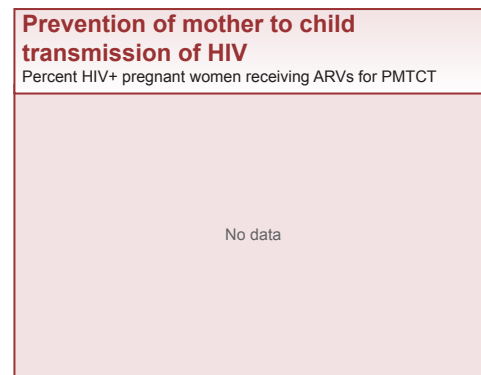 Prevention of mother to child
transmission of HIV
Percent HIV+ pregnant women receiving ARVs for PMTCT
No data